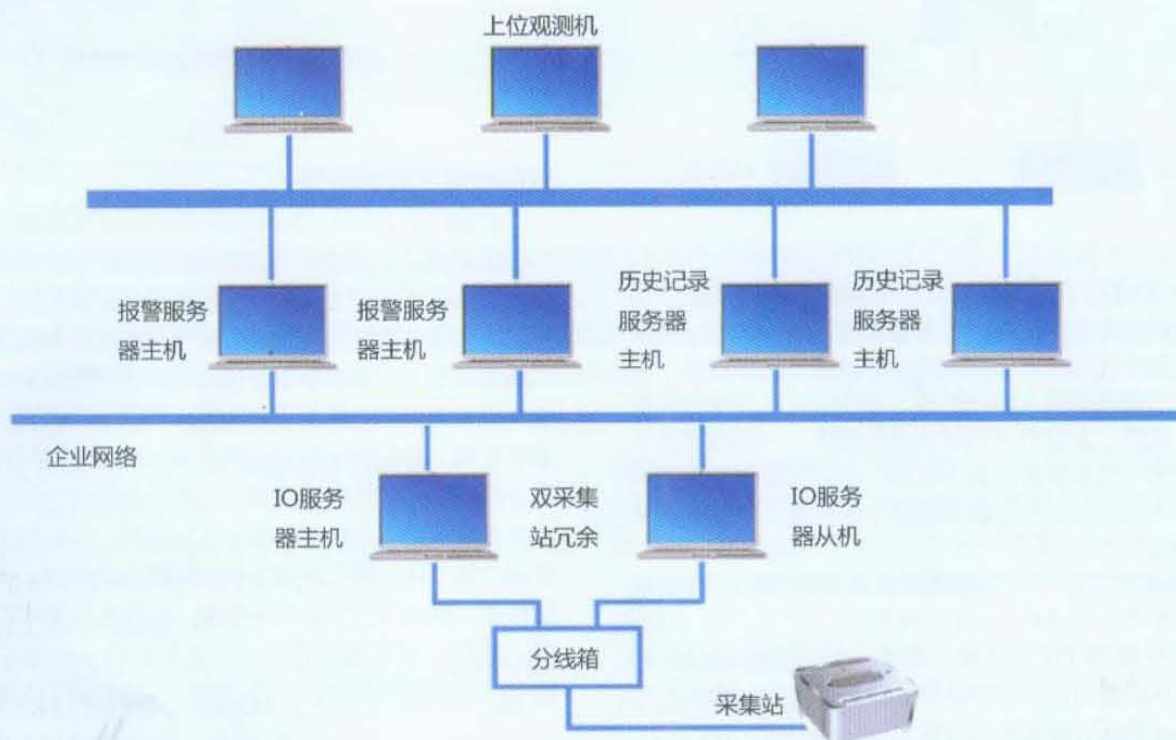 上位观测机
报警服务
器主机
报警服务
器主机
历史记录
服务器
主机
历史记录
服务器
主机
企业网络
IO服务
器主机
双采集
站冗余
IO服务
器从机
分线箱
采集站